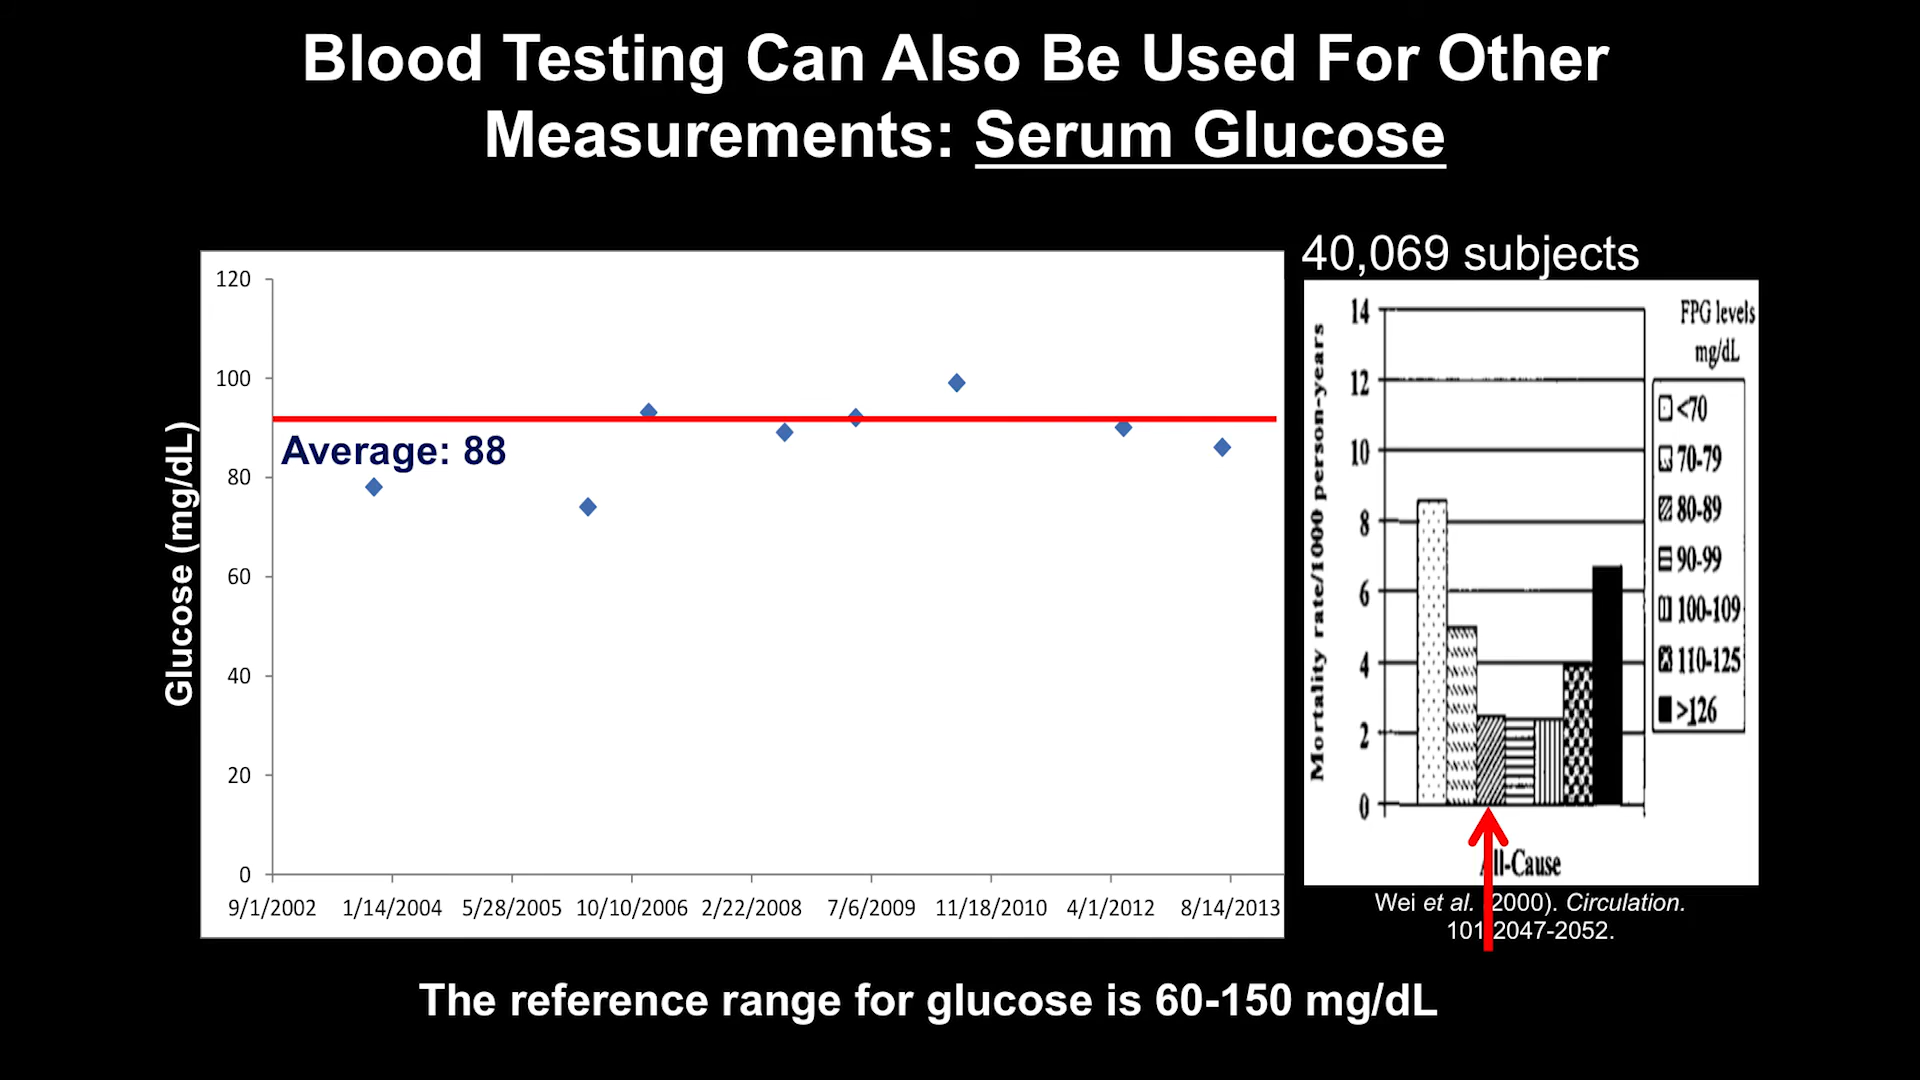 Blood Testing Can Also Be Used For Other
Measurements: Serum Glucose
40,069 subjects
Glucose (mg/dL)
120
100
80
60
40
20
0
Average: 88
9/1/2002 1/14/2004 5/28/2005 10/10/2006 2/22/2008 7/6/2009 11/18/2010 4/1/2012 8/14/2013
Mortality rate/1000 person-years
14
12
10
8
6
4
2
0
FPG levels
mg/dL
<70
70-79
80-89
90-99
100-109
110-125
>126
All-Cause
Wei et al. (2000). Circulation.
101 2047-2052.
The reference range for glucose is 60-150 mg/dL